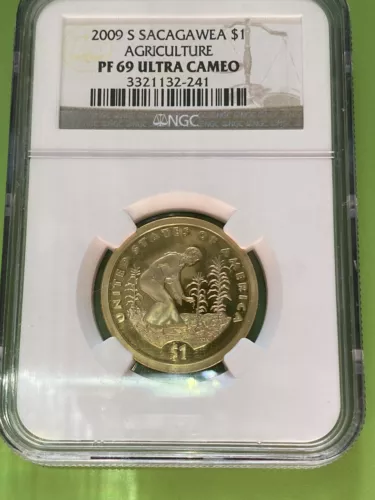 2009 S SACAGAWEA $1
AGRICULTURE
PF 69 ULTRA CAMEO
3321132-241
NGC
UNITED STATES OF AMERICA
$1